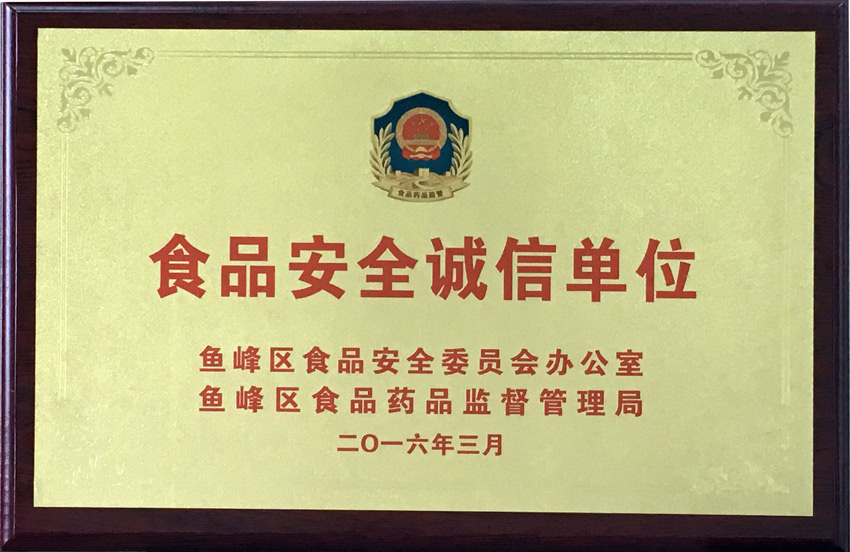 食品药品监管
食品安全诚信单位
鱼峰区食品安全委员会办公室
鱼峰区食品药品监督管理局
二〇一六年三月